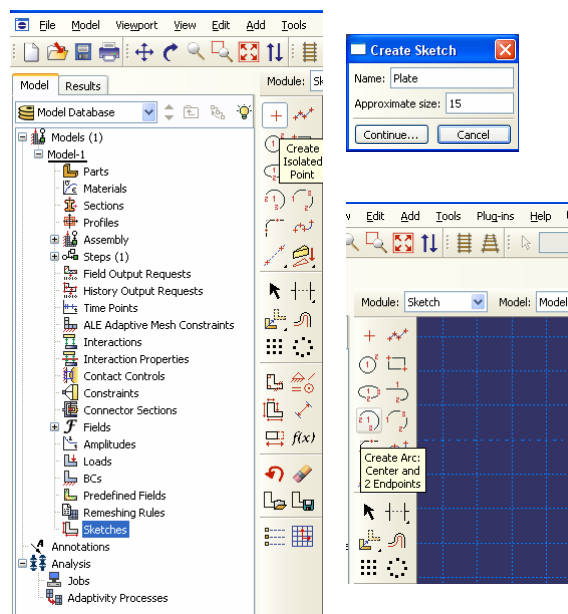 File Model Viewport View Edit Add Tools
Model Results
Module: Sk
Model Database
Models (1)
Model-1
Parts
Materials
Sections
Profiles
Assembly
Steps (1)
Field Output Requests
History Output Requests
Time Points
ALE Adaptive Mesh Constraints
Interactions
Interaction Properties
Contact Controls
Constraints
Connector Sections
Fields
Amplitudes
Loads
BCs
Predefined Fields
Remeshing Rules
Sketches
Annotations
Analysis
Jobs
Adaptivity Processes
Create
Isolated
Point
f(x)
Create Sketch
Name: Plate
Approximate size: 15
Continue... Cancel
Edit Add Tools Plug-ins Help
Module: Sketch Model: Model
Create Arc:
Center and
2 Endpoints